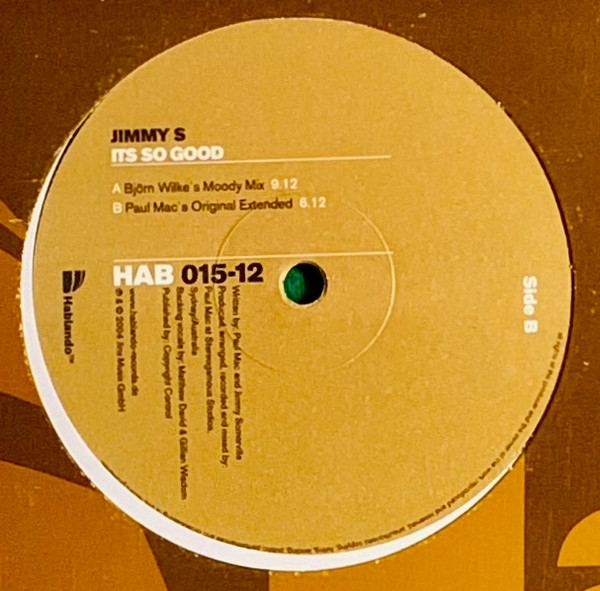 JIMMY S
ITS SO GOOD
A Björn Wilke's Moody Mix 9.12
B Paul Mac's Original Extended 6.12
HAB 015-12
Written by: Paul Mac and Jimmy Somerville
Produced, arranged, recorded and mixed by:
Paul Mac at Stereogamous Studios,
Sydney/Australia
Backing vocals by: Matthew David & Gillian Wisdom
Published by: Copyright Control
www.hablando-records.de
℗ & © 2004 Jinx Music GmbH
Hablando™
Side B